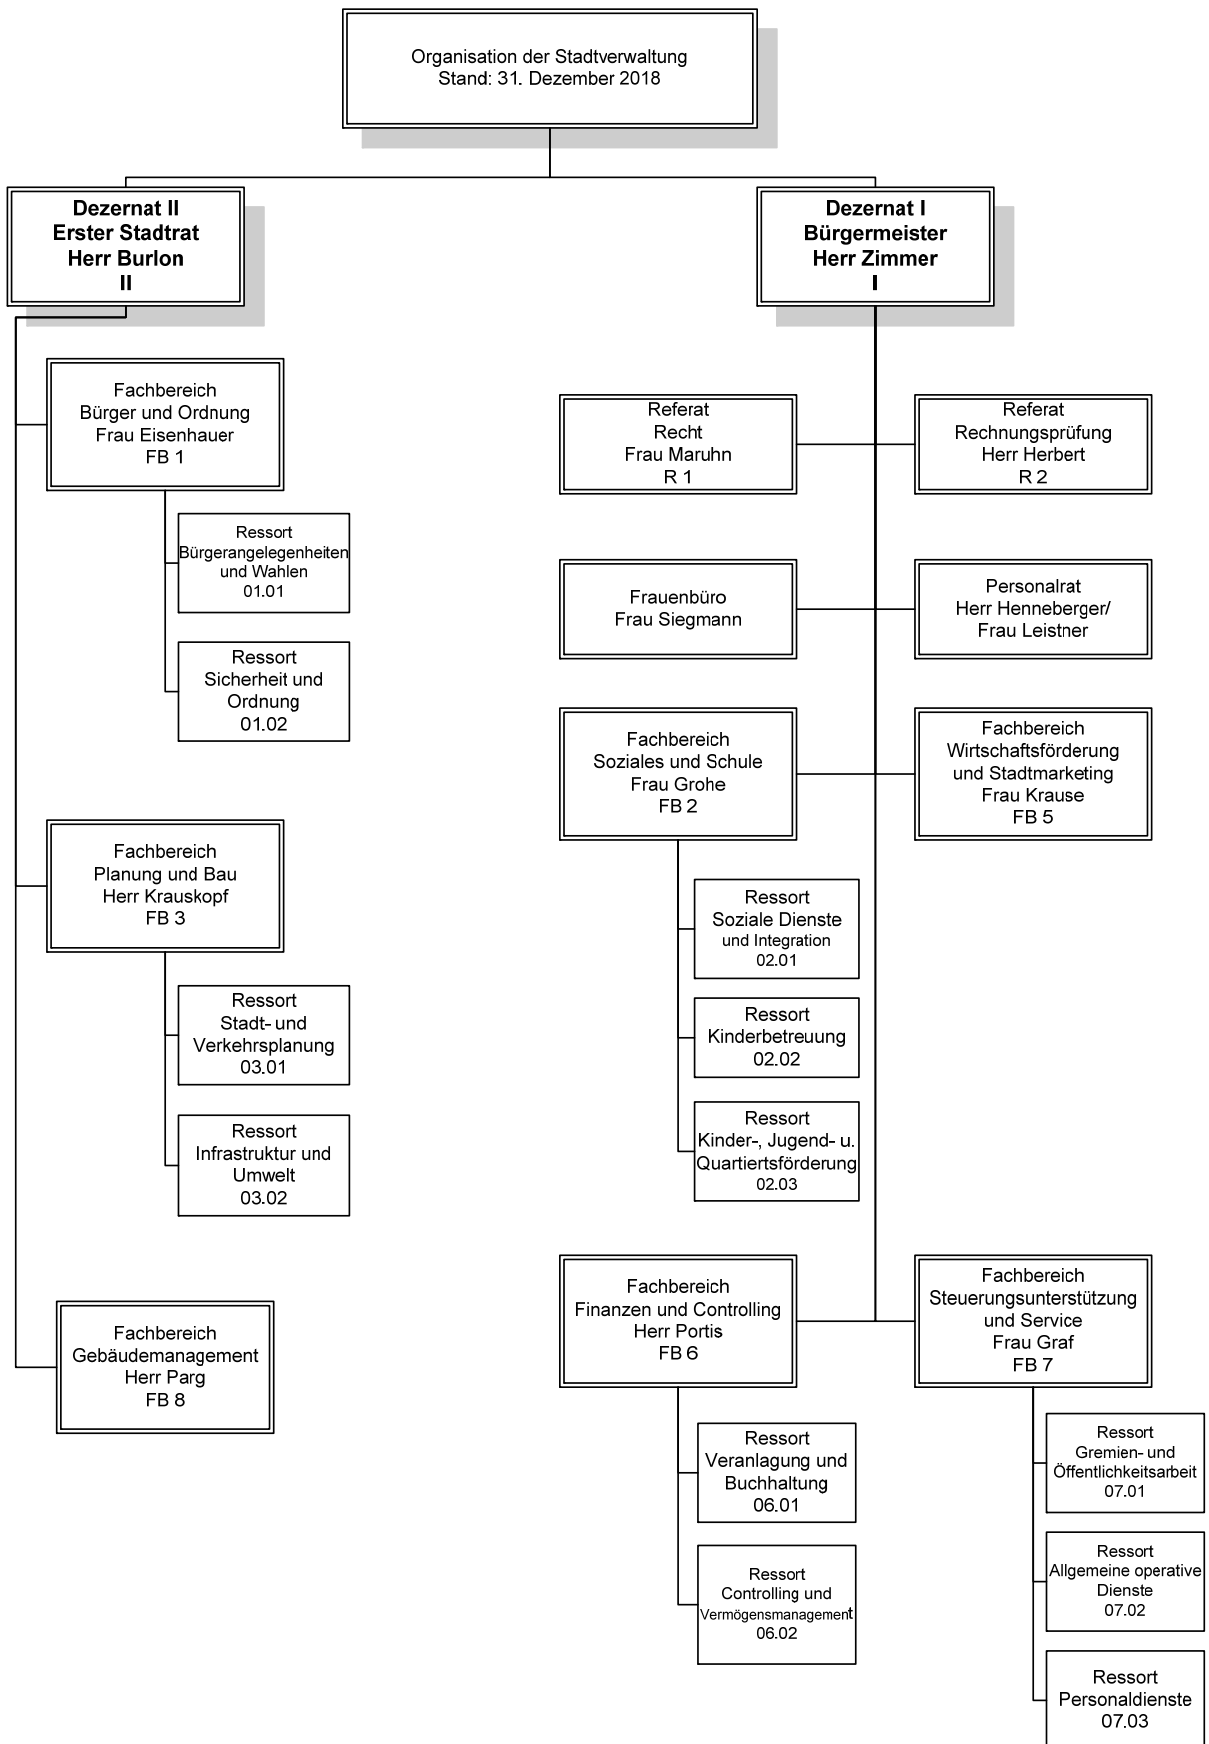 Organisation der Stadtverwaltung
Stand: 31. Dezember 2018
Dezernat II
Erster Stadtrat
Herr Burlon
II
Dezernat I
Bürgermeister
Herr Zimmer
I
Fachbereich
Bürger und Ordnung
Frau Eisenhauer
FB 1
Ressort
Bürgerangelegenheiten
und Wahlen
01.01
Ressort
Sicherheit und
Ordnung
01.02
Fachbereich
Planung und Bau
Herr Krauskopf
FB 3
Ressort
Stadt- und
Verkehrsplanung
03.01
Ressort
Infrastruktur und
Umwelt
03.02
Fachbereich
Gebäudemanagement
Herr Parg
FB 8
Referat
Recht
Frau Maruhn
R 1
Referat
Rechnungsprüfung
Herr Herbert
R 2
Frauenbüro
Frau Siegmann
Personalrat
Herr Henneberger/
Frau Leistner
Fachbereich
Soziales und Schule
Frau Grohe
FB 2
Fachbereich
Wirtschaftsförderung
und Stadtmarketing
Frau Krause
FB 5
Ressort
Soziale Dienste
und Integration
02.01
Ressort
Kinderbetreuung
02.02
Ressort
Kinder-, Jugend- u.
Quartiertsförderung
02.03
Fachbereich
Finanzen und Controlling
Herr Portis
FB 6
Fachbereich
Steuerungsunterstützung
und Service
Frau Graf
FB 7
Ressort
Veranlagung und
Buchhaltung
06.01
Ressort
Controlling und
Vermögensmanagement
06.02
Ressort
Gremien- und
Öffentlichkeitsarbeit
07.01
Ressort
Allgemeine operative
Dienste
07.02
Ressort
Personaldienste
07.03